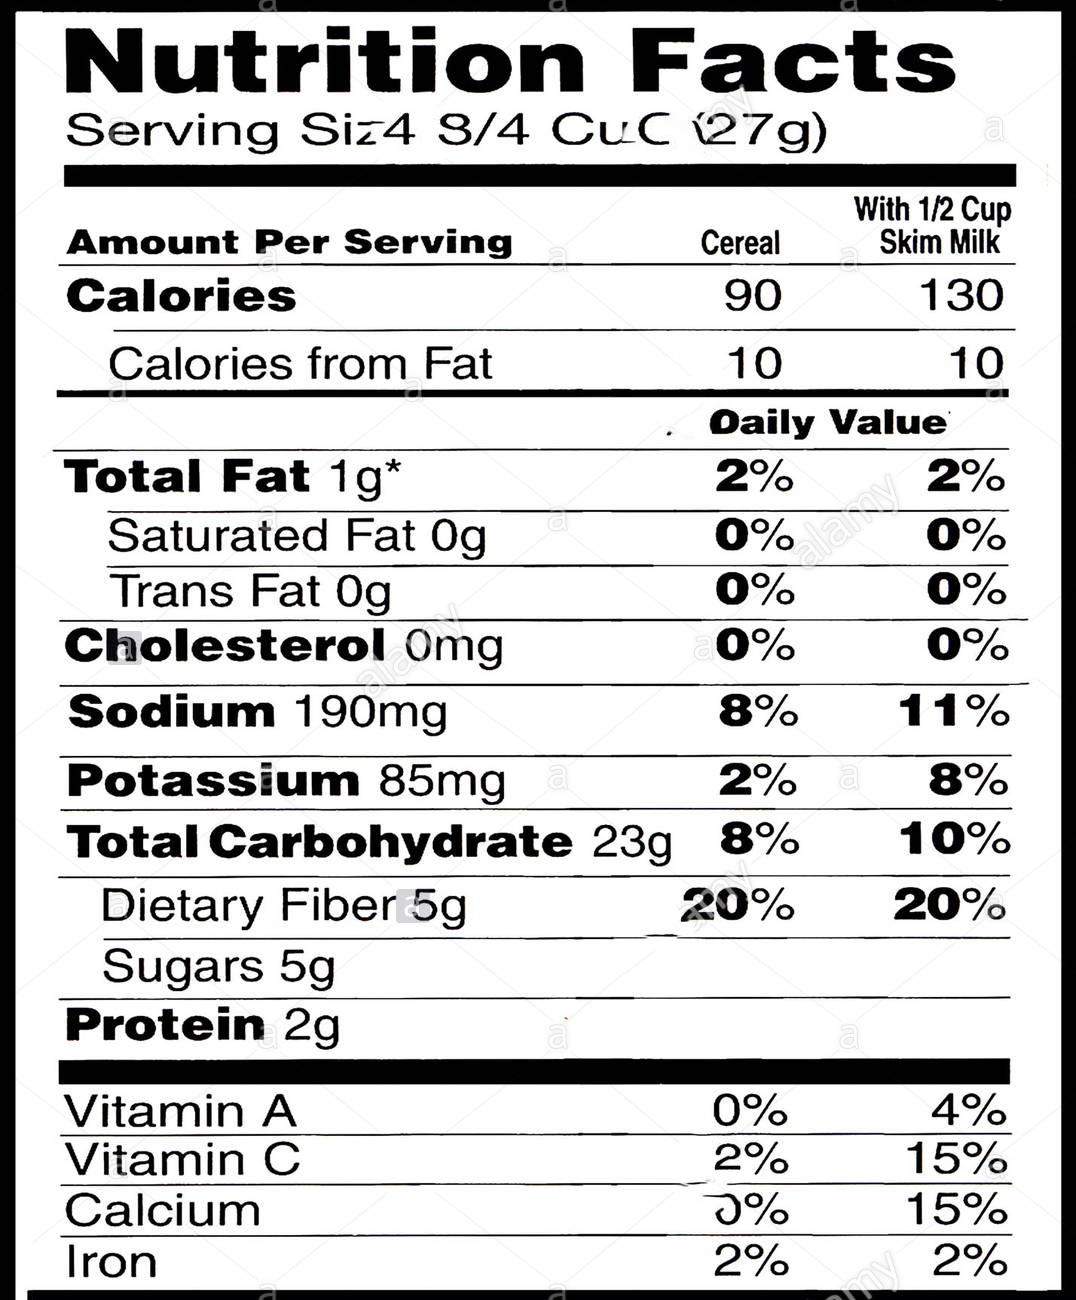 Nutrition Facts
Serving Siz4 3/4 CuC (27g)
With 1/2 Cup
Amount Per Serving Cereal Skim Milk
Calories 90 130
Calories from Fat 10 10
Daily Value
Total Fat 1g* 2% 2%
Saturated Fat 0g 0% 0%
Trans Fat 0g 0% 0%
Cholesterol 0mg 0% 0%
Sodium 190mg 8% 11%
Potassium 85mg 2% 8%
Total Carbohydrate 23g 8% 10%
Dietary Fiber 5g 20% 20%
Sugars 5g
Protein 2g
Vitamin A 0% 4%
Vitamin C 2% 15%
Calcium 0% 15%
Iron 2% 2%
alamy